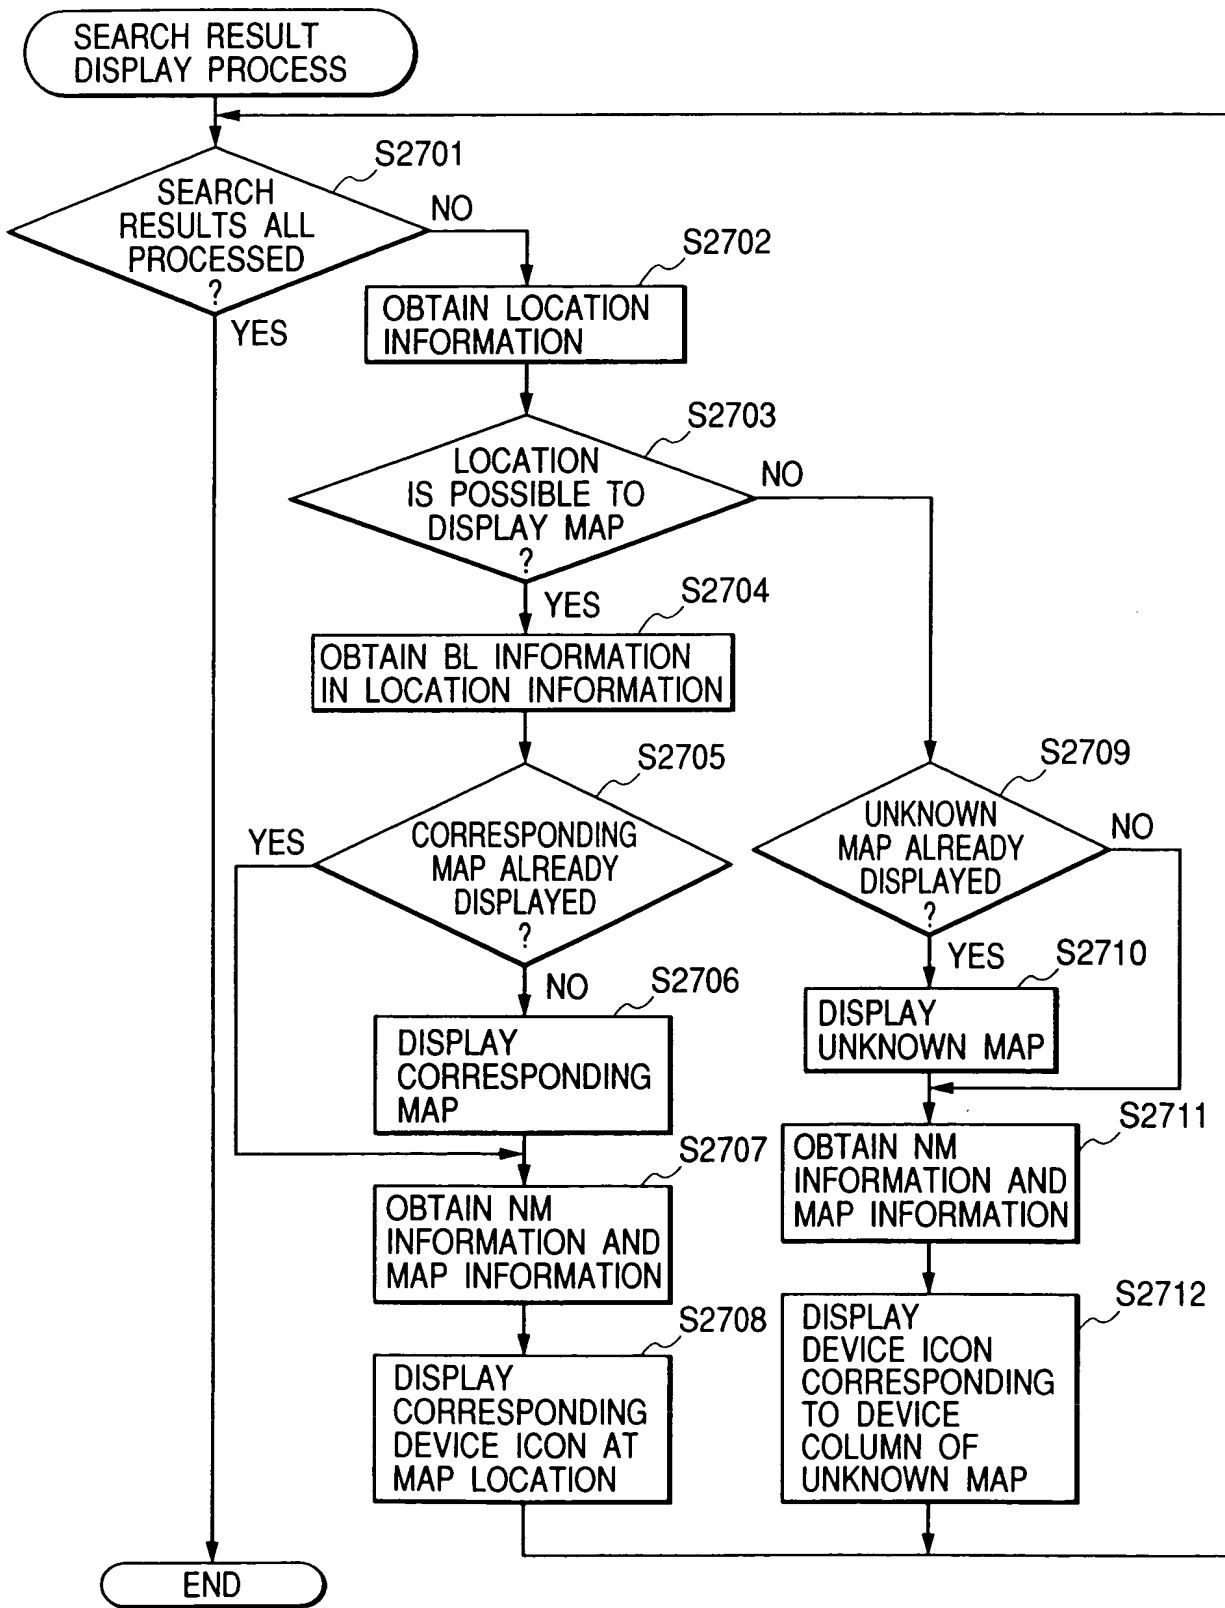 SEARCH RESULT
DISPLAY PROCESS
S2701
SEARCH
RESULTS ALL
PROCESSED
?
NO
YES
S2702
OBTAIN LOCATION
INFORMATION
S2703
LOCATION
IS POSSIBLE TO
DISPLAY MAP
?
NO
YES
S2704
OBTAIN BL INFORMATION
IN LOCATION INFORMATION
S2705
CORRESPONDING
MAP ALREADY
DISPLAYED
?
YES
NO
S2706
DISPLAY
CORRESPONDING
MAP
S2707
OBTAIN NM
INFORMATION AND
MAP INFORMATION
S2708
DISPLAY
CORRESPONDING
DEVICE ICON AT
MAP LOCATION
S2709
UNKNOWN
MAP ALREADY
DISPLAYED
?
NO
YES
S2710
DISPLAY
UNKNOWN MAP
S2711
OBTAIN NM
INFORMATION AND
MAP INFORMATION
S2712
DISPLAY
DEVICE ICON
CORRESPONDING
TO DEVICE
COLUMN OF
UNKNOWN MAP
END